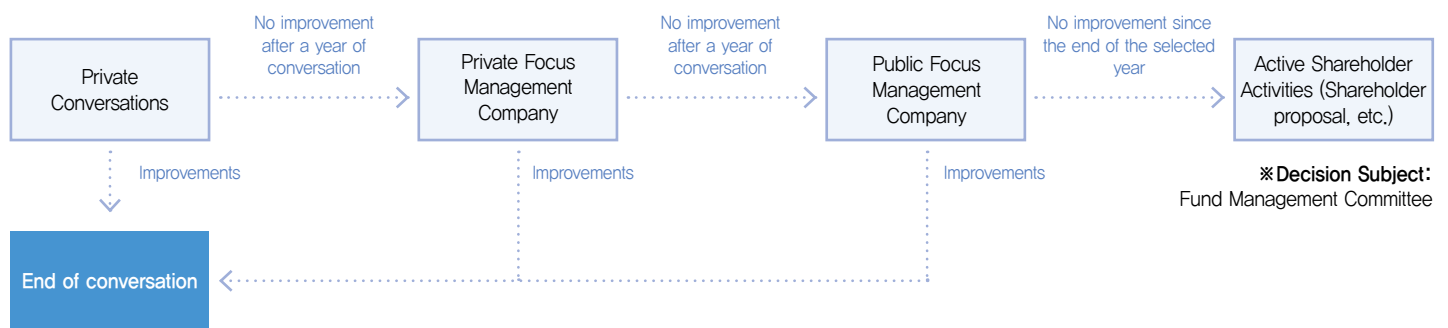 Private
Conversations
No improvement
after a year of
conversation
Private Focus
Management
Company
No improvement
after a year of
conversation
Public Focus
Management
Company
No improvement since
the end of the selected
year
Active Shareholder
Activities (Shareholder
proposal, etc.)
Improvements
Improvements
Improvements
※Decision Subject:
Fund Management Committee
End of conversation